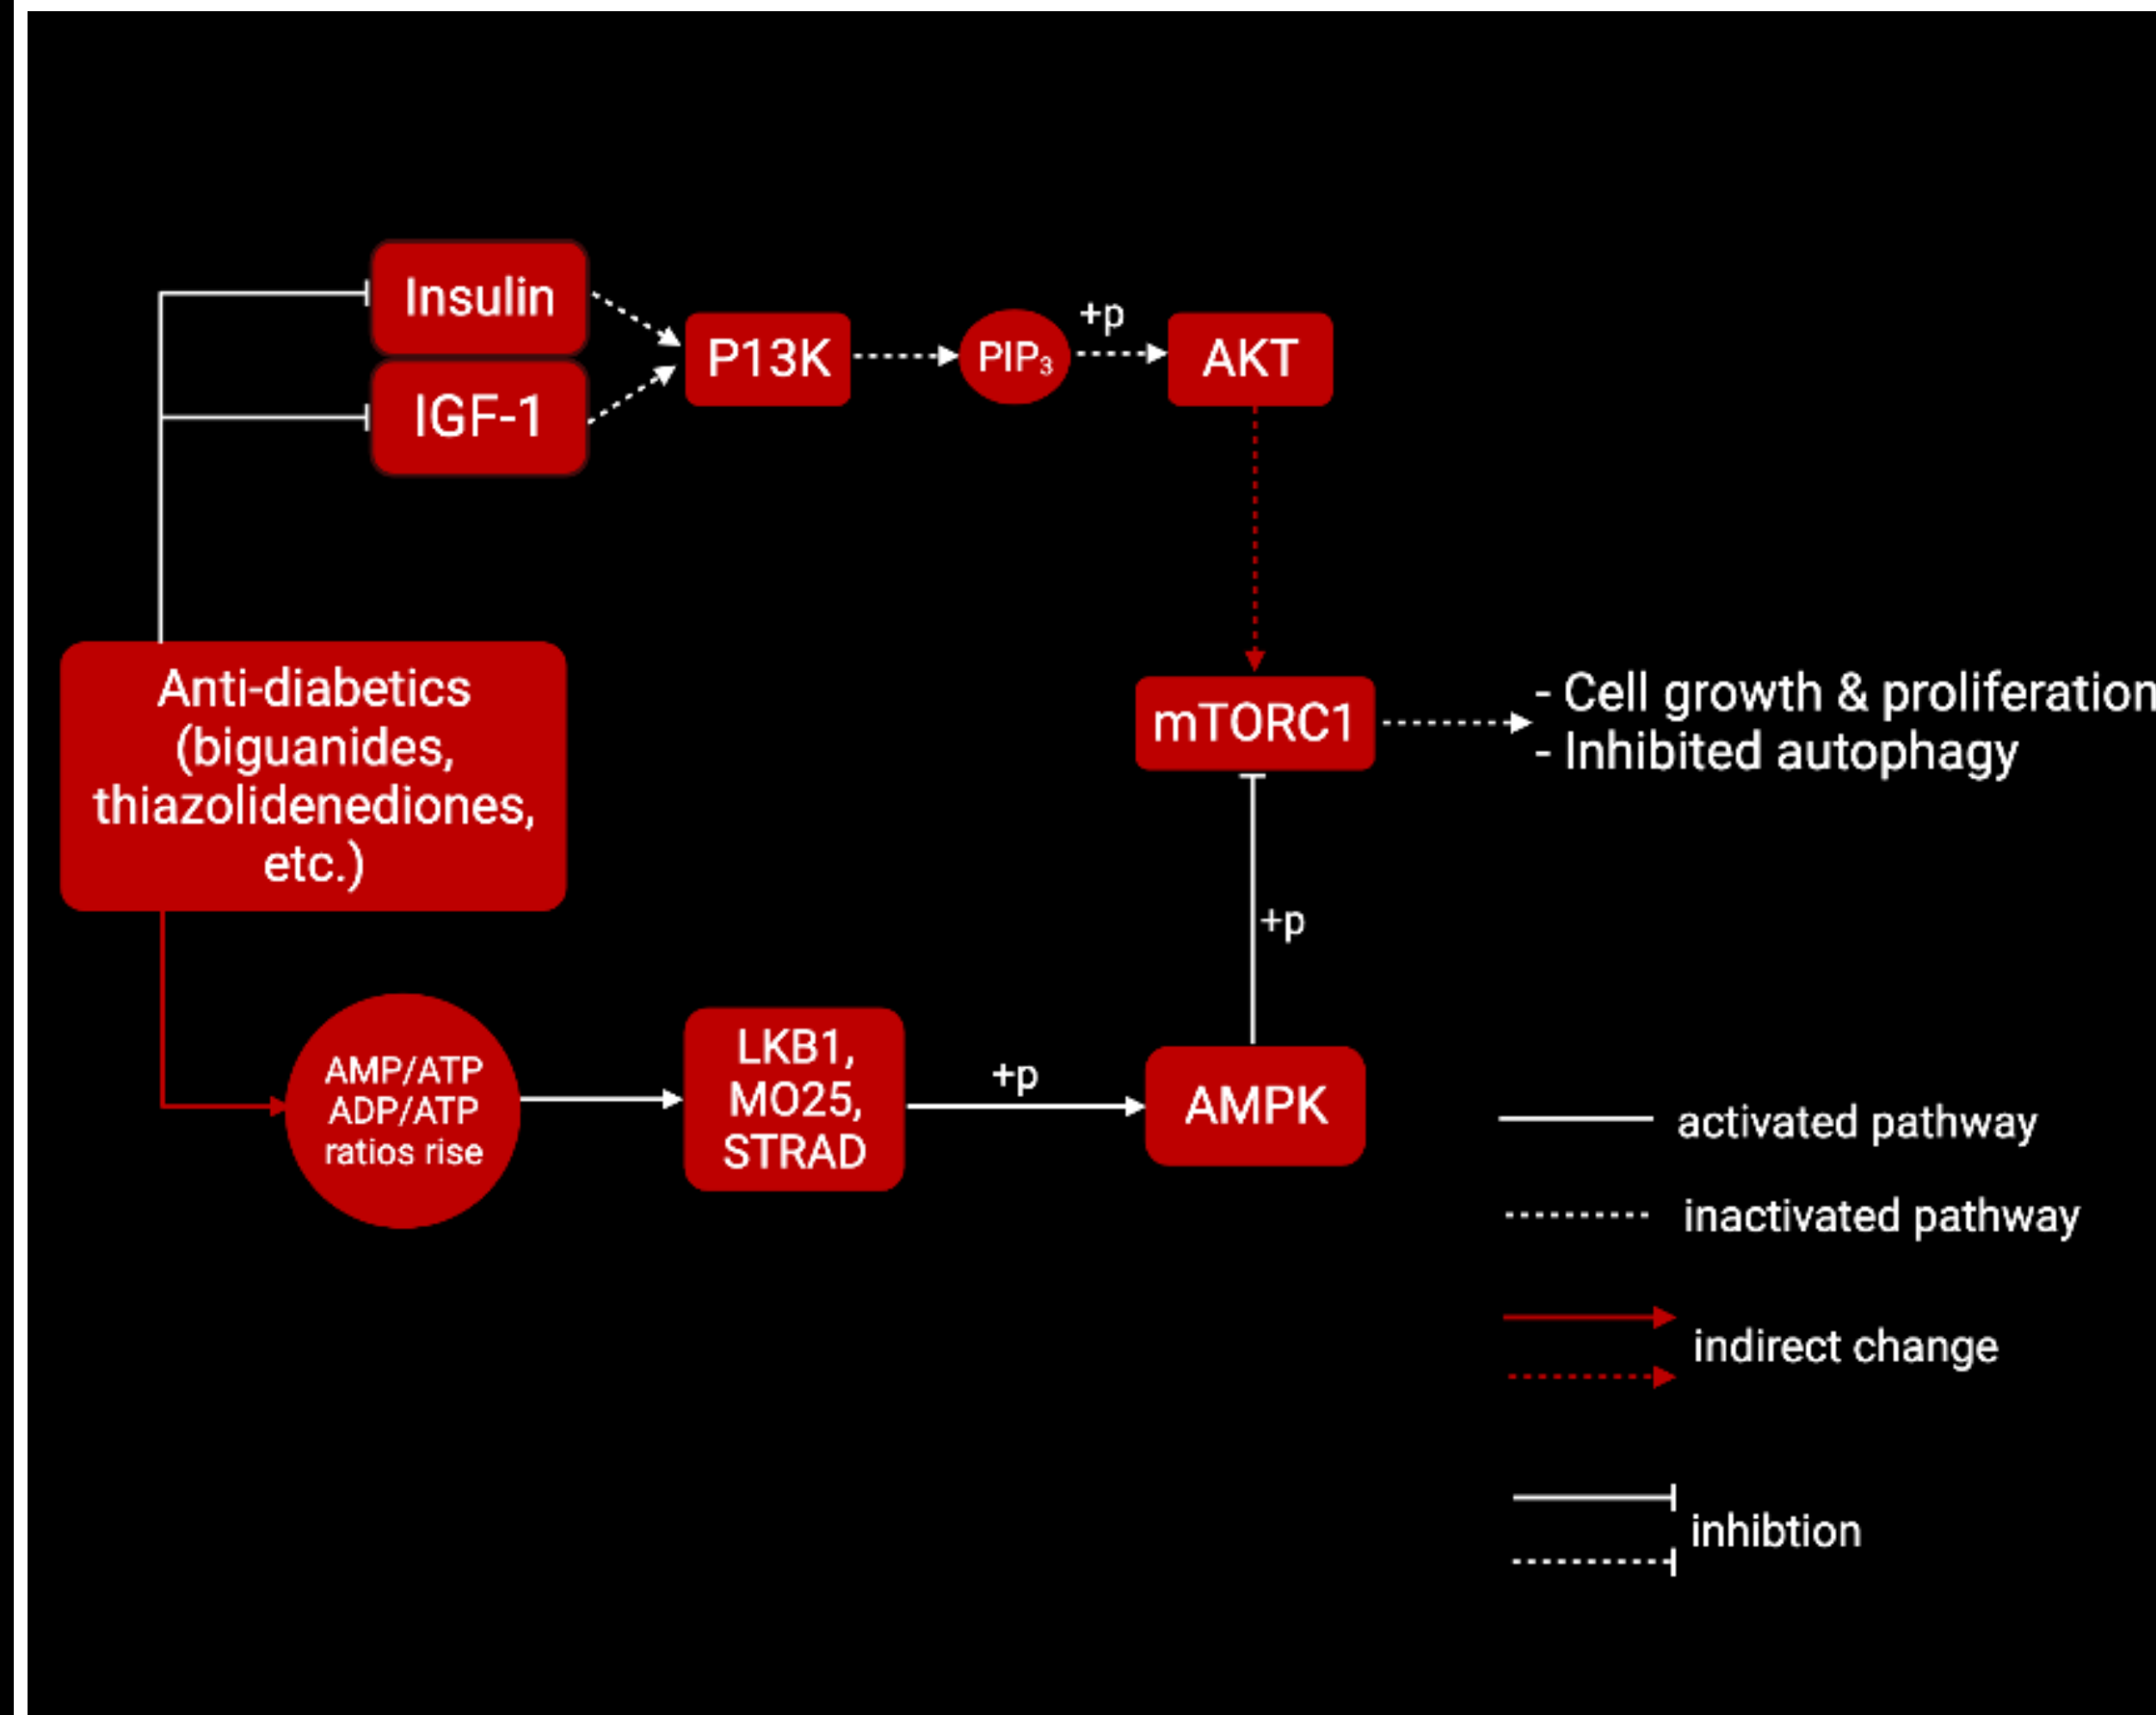 Insulin
IGF-1
P13K
PIP₃
+p
AKT
Anti-diabetics
(biguanides,
thiazolidenediones,
etc.)
mTORC1
- Cell growth & proliferation
- Inhibited autophagy
+p
AMP/ATP
ADP/ATP
ratios rise
LKB1,
MO25,
STRAD
+p
AMPK
activated pathway
inactivated pathway
indirect change
inhibtion